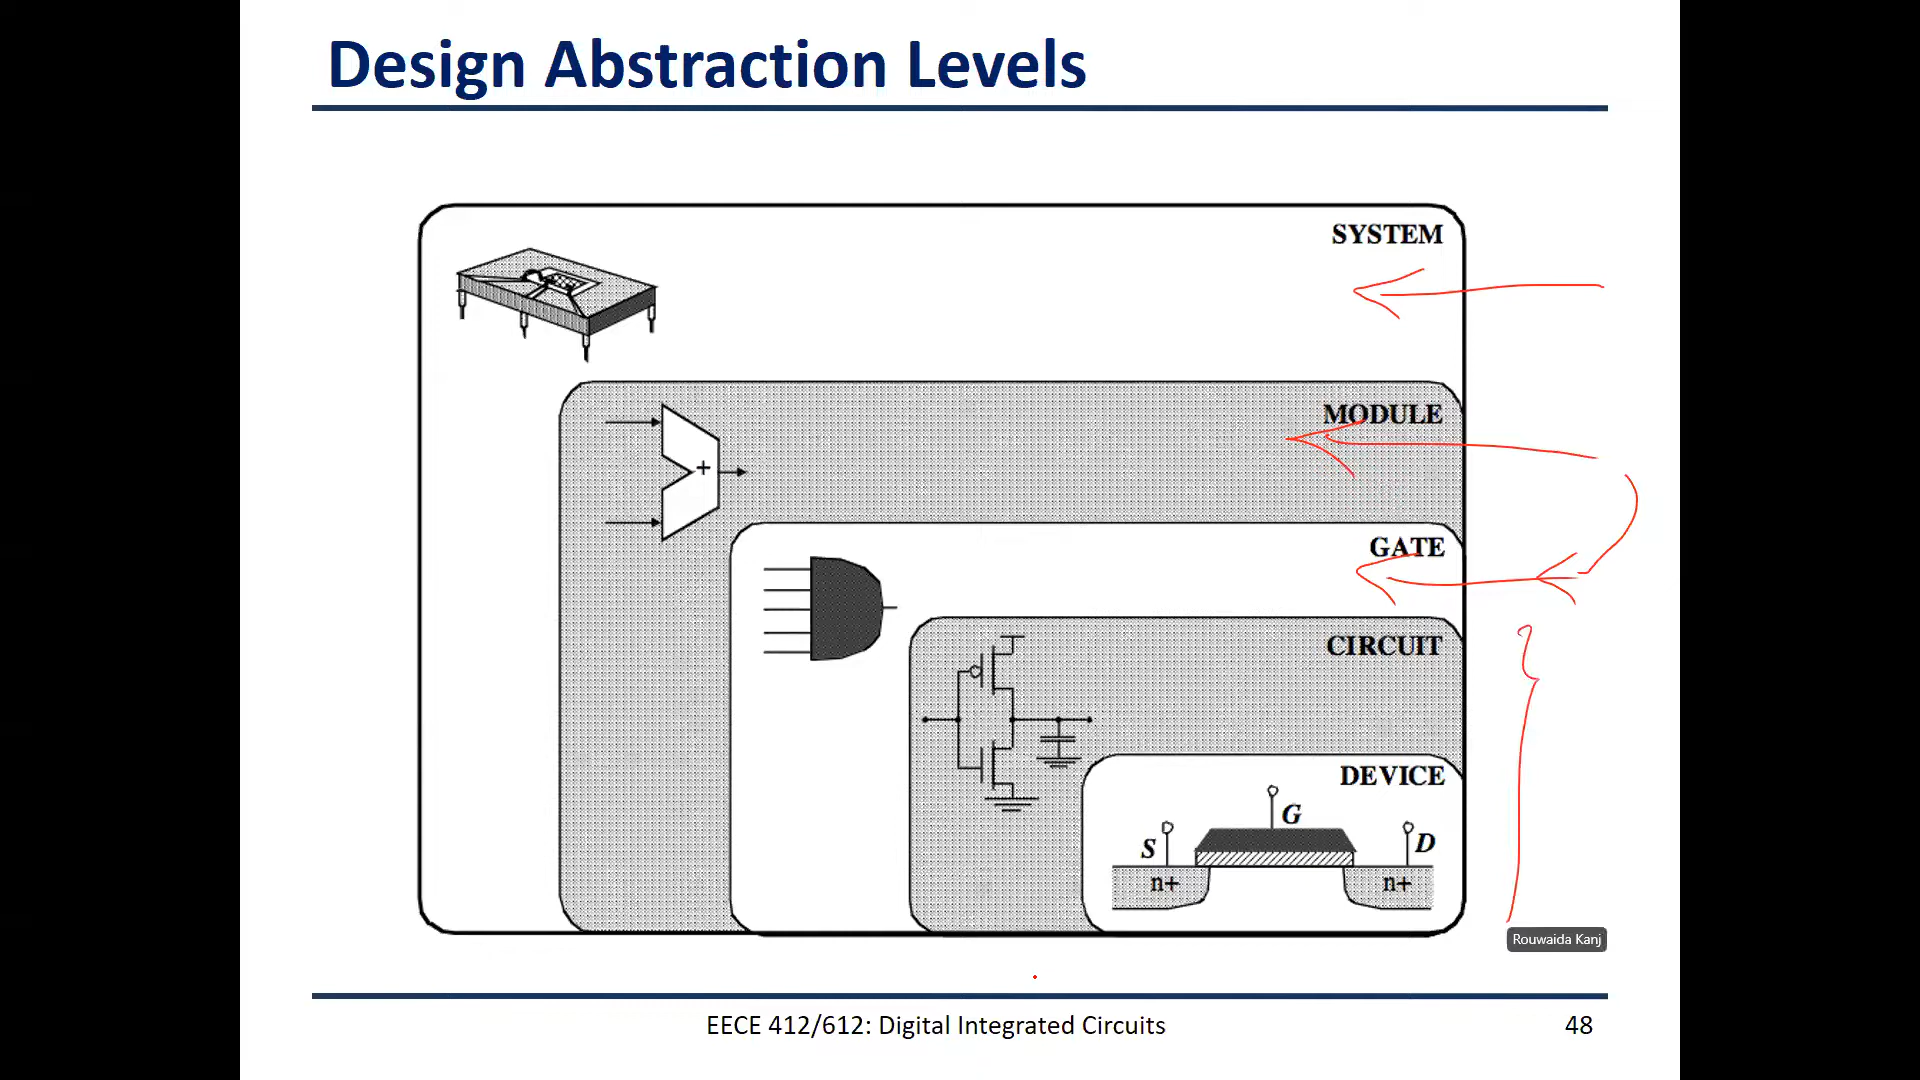 Design Abstraction Levels
SYSTEM
MODULE
+
GATE
CIRCUIT
DEVICE
G
S
D
n+
n+
Rouwaida Kanj
EECE 412/612: Digital Integrated Circuits
48